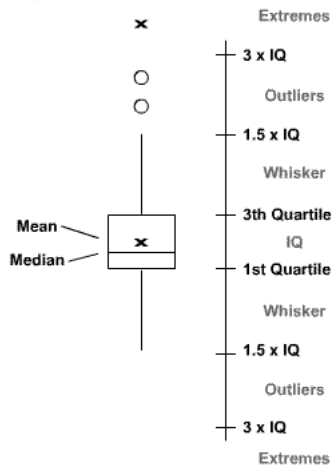 Extremes
3 x IQ
Outliers
1.5 x IQ
Whisker
3th Quartile
Mean
IQ
Median
1st Quartile
Whisker
1.5 x IQ
Outliers
3 x IQ
Extremes